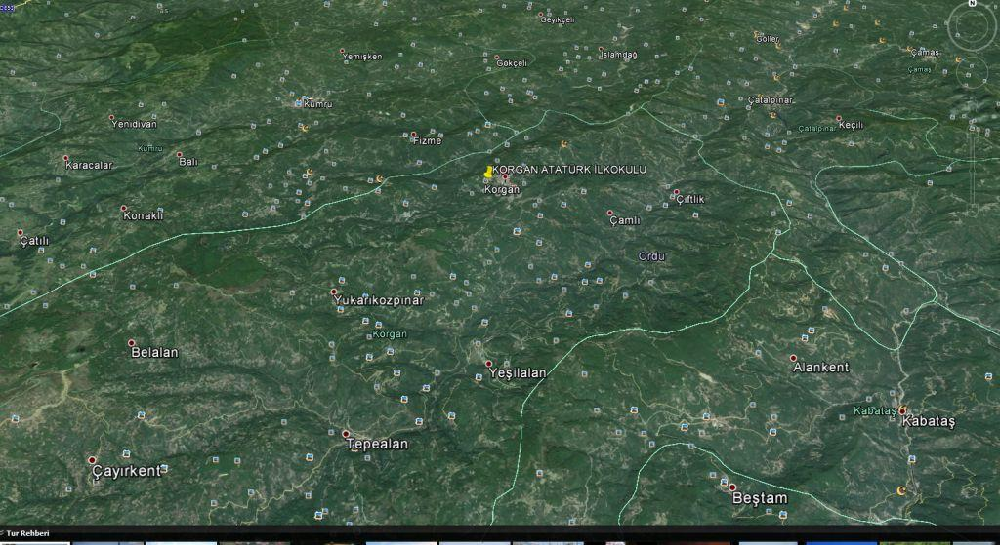 Geyikçeli
Göller
Yemişken
İslamdağ
Çamaş
Gökçeli
Çamaş
Kumru
Çatalpınar
Yenidivan
Çatalpınar
Keçili
Fizme
Kumru
Karacalar
Balı
KORGAN ATATÜRK İLKOKULU
Korgan
Konaklı
Çiftlik
Çamlı
Çatılı
Ordu
Yukarıkozpınar
Korgan
Belalan
Yeşilalan
Alankent
Kabataş
Kabataş
Tepealan
Çayırkent
Beştam
Tur Rehberi
N